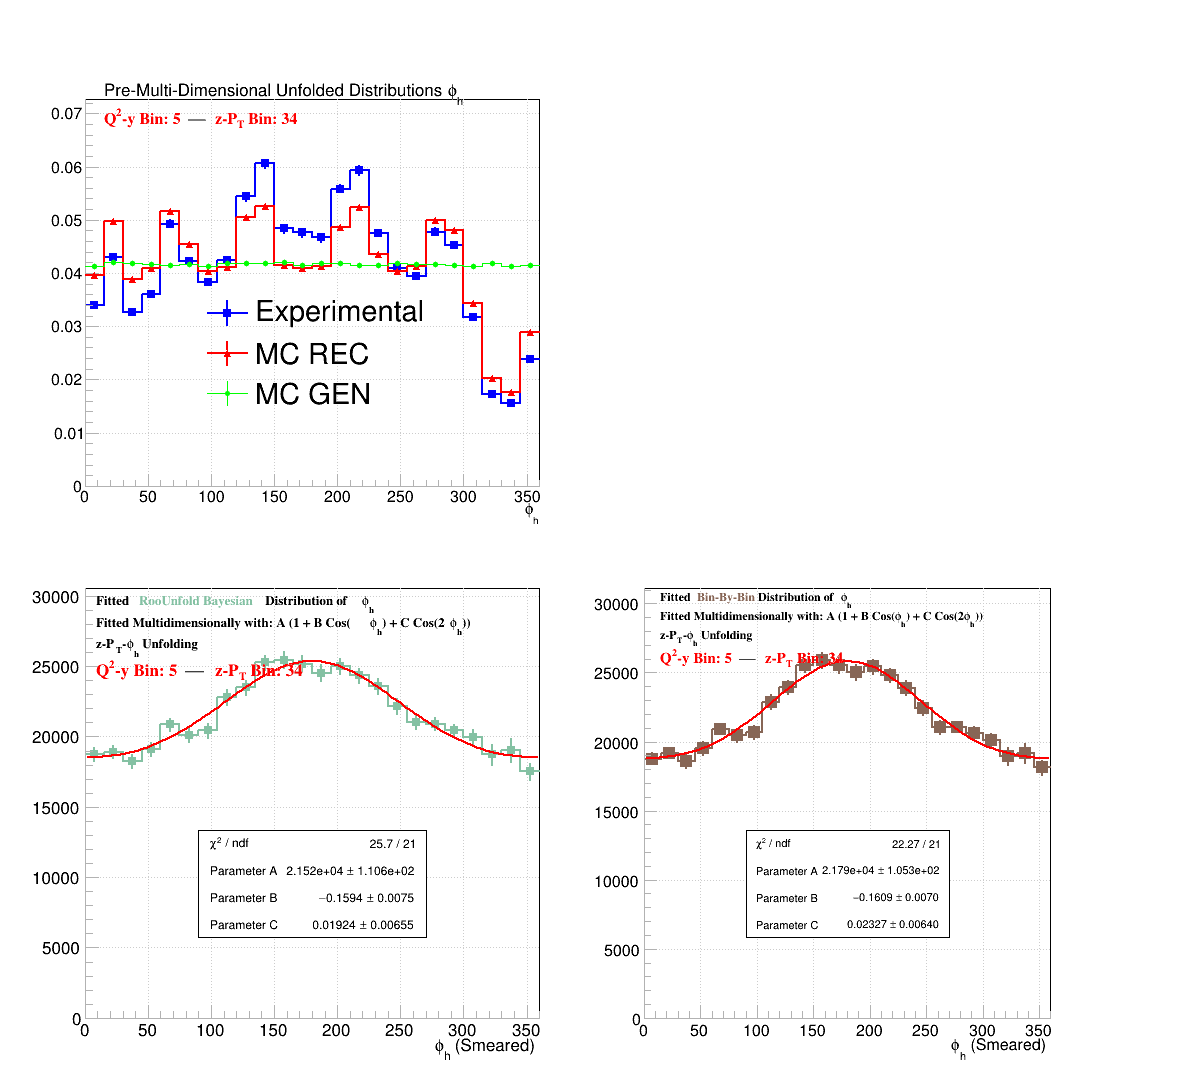 Pre-Multi-Dimensional Unfolded Distributions ϕh
Q²-y Bin: 5 — z-PT Bin: 34
0.07
0.06
0.05
0.04
0.03
0.02
0.01
0
Experimental
MC REC
MC GEN
0 50 100 150 200 250 300 350
ϕh
Fitted RooUnfold Bayesian Distribution of ϕh
Fitted Multidimensionally with: A (1 + B Cos( ϕh) + C Cos(2 ϕh))
z-PT-ϕh Unfolding
Q²-y Bin: 5 — z-PT Bin: 34
30000
25000
20000
15000
10000
5000
0
χ² / ndf 25.7 / 21
Parameter A 2.152e+04 ± 1.106e+02
Parameter B −0.1594 ± 0.0075
Parameter C 0.01924 ± 0.00655
0 50 100 150 200 250 300 350
ϕh (Smeared)
Fitted Bin-By-Bin Distribution of ϕh
Fitted Multidimensionally with: A (1 + B Cos(ϕh) + C Cos(2ϕh))
z-PT-ϕh Unfolding
Q²-y Bin: 5 — z-PT Bin: 34
30000
25000
20000
15000
10000
5000
0
χ² / ndf 22.27 / 21
Parameter A 2.179e+04 ± 1.053e+02
Parameter B −0.1609 ± 0.0070
Parameter C 0.02327 ± 0.00640
0 50 100 150 200 250 300 350
ϕh (Smeared)